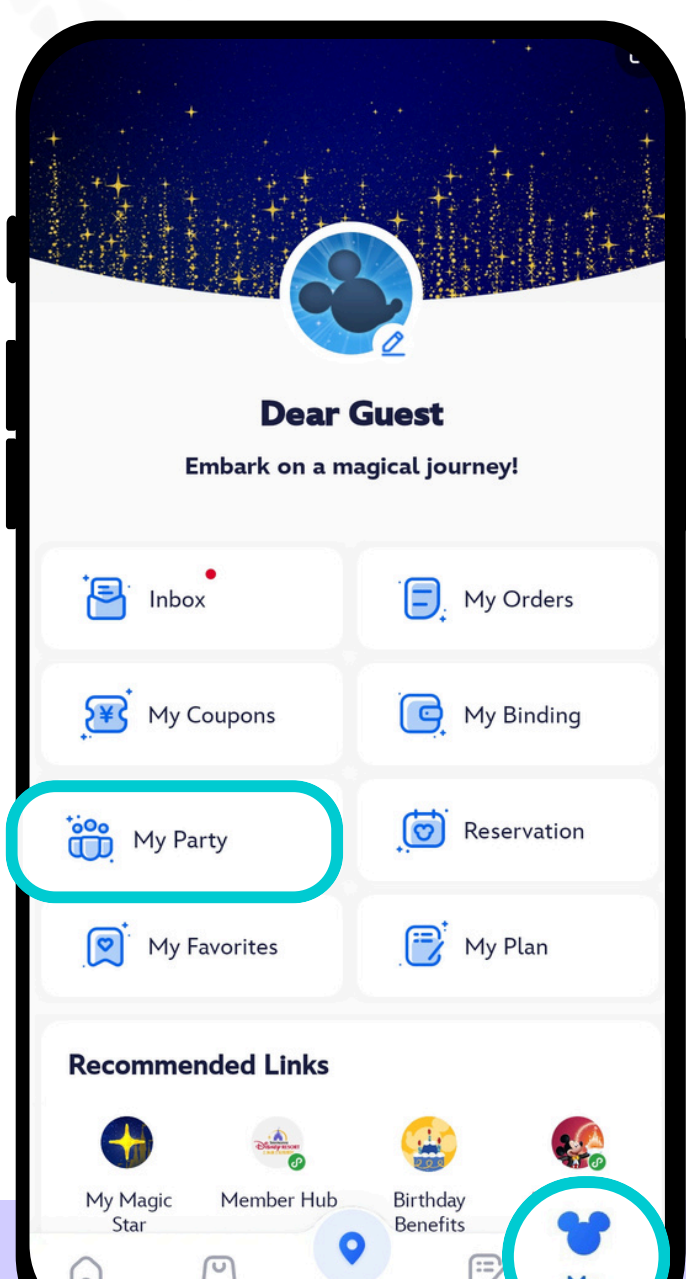 Dear Guest
Embark on a magical journey!
Inbox
My Orders
¥
My Coupons
My Binding
My Party
Reservation
My Favorites
My Plan
Recommended Links
My Magic
Star
Member Hub
Birthday
Benefits